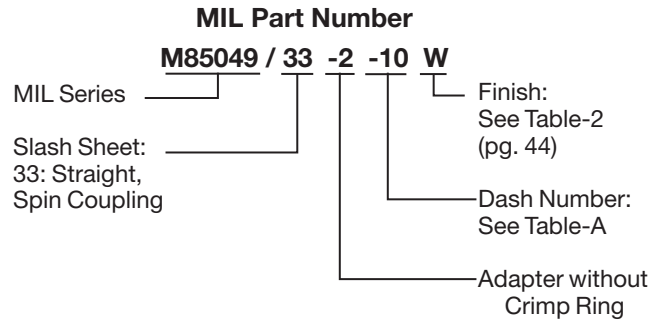 MIL Part Number
M85049 / 33 -2 -10 W
MIL Series
Slash Sheet:
33: Straight,
Spin Coupling
Finish:
See Table-2
(pg. 44)
Dash Number:
See Table-A
Adapter without
Crimp Ring